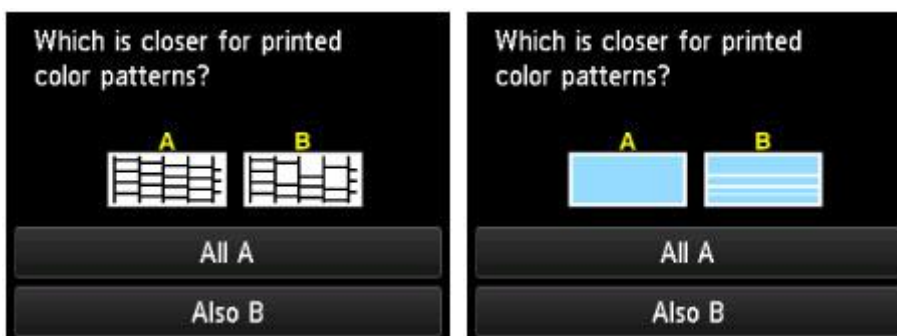 Which is closer for printed
color patterns?
A B
All A
Also B
Which is closer for printed
color patterns?
A B
All A
Also B